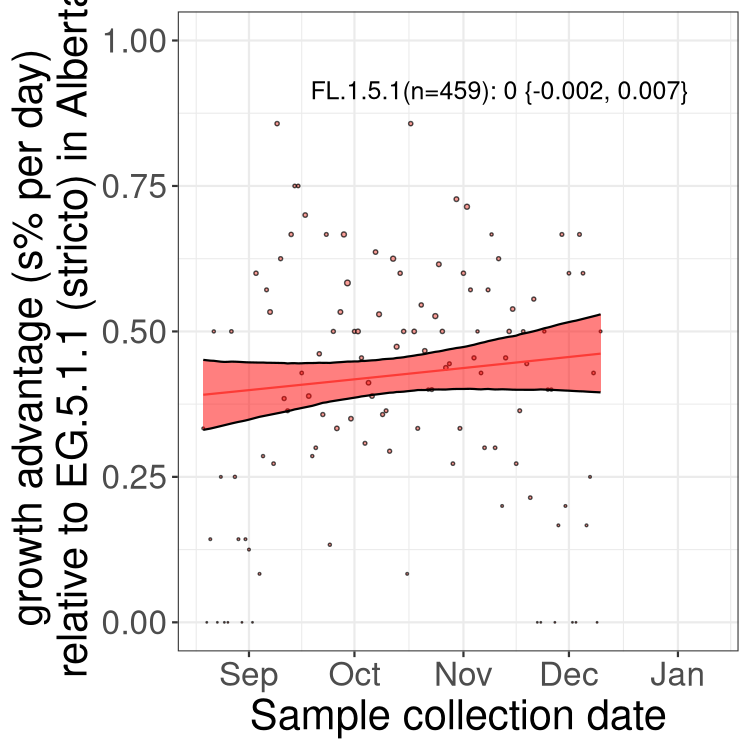 growth advantage (s% per day)
relative to EG.5.1.1 (stricto) in Alberta
1.00
FL.1.5.1(n=459): 0 {-0.002, 0.007}
0.75
0.50
0.25
0.00
Sep Oct Nov Dec Jan
Sample collection date